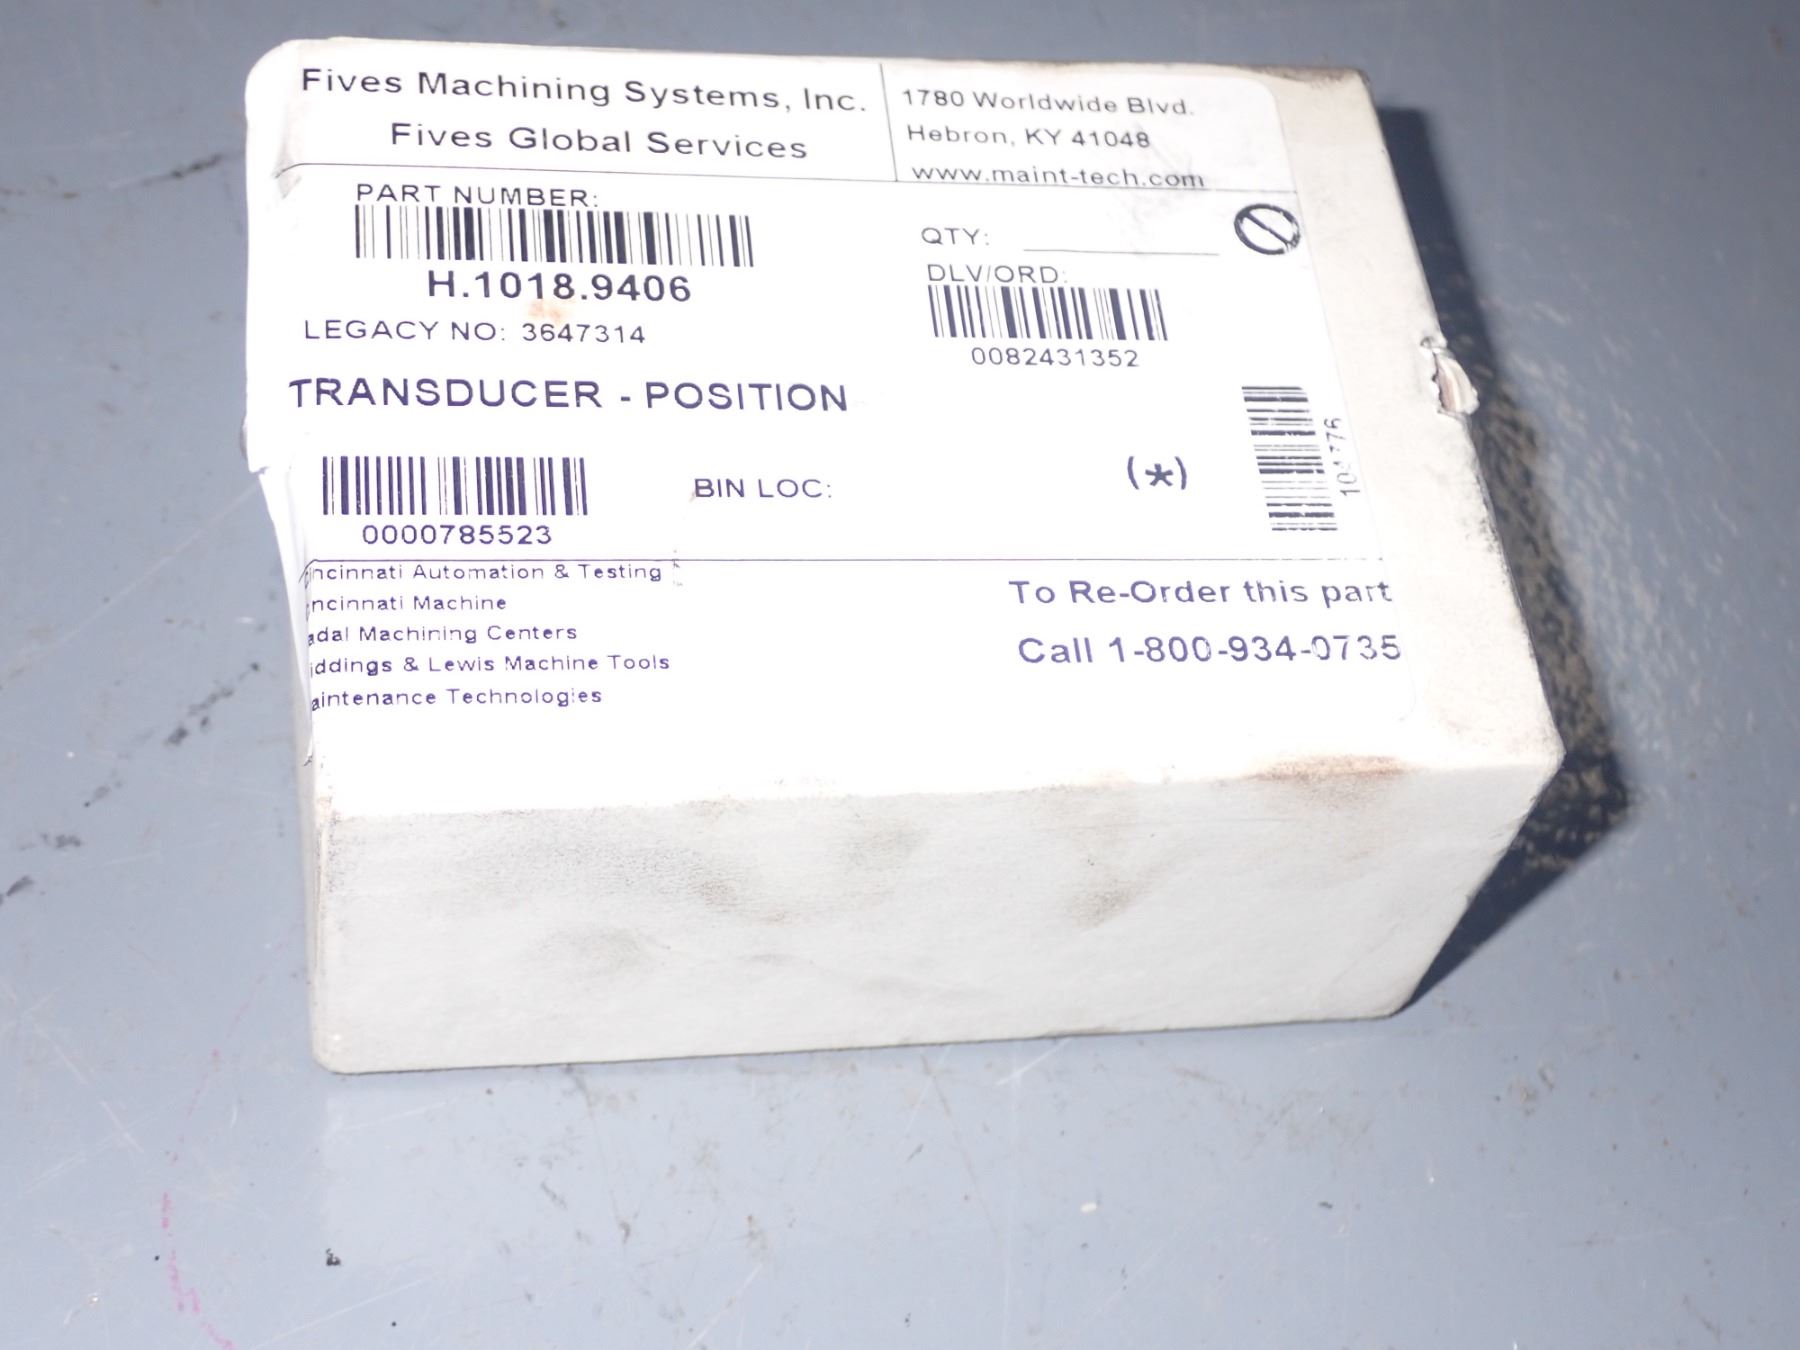 Fives Machining Systems, Inc.
Fives Global Services
1780 Worldwide Blvd.
Hebron, KY 41048
www.maint-tech.com
PART NUMBER:
H.1018.9406
LEGACY NO: 3647314
QTY:
DLV/ORD:
0082431352
TRANSDUCER - POSITION
0000785523
BIN LOC:
(*)
ncinnati Automation & Testing
ncinnati Machine
adal Machining Centers
iddings & Lewis Machine Tools
aintenance Technologies
To Re-Order this part
Call 1-800-934-0735